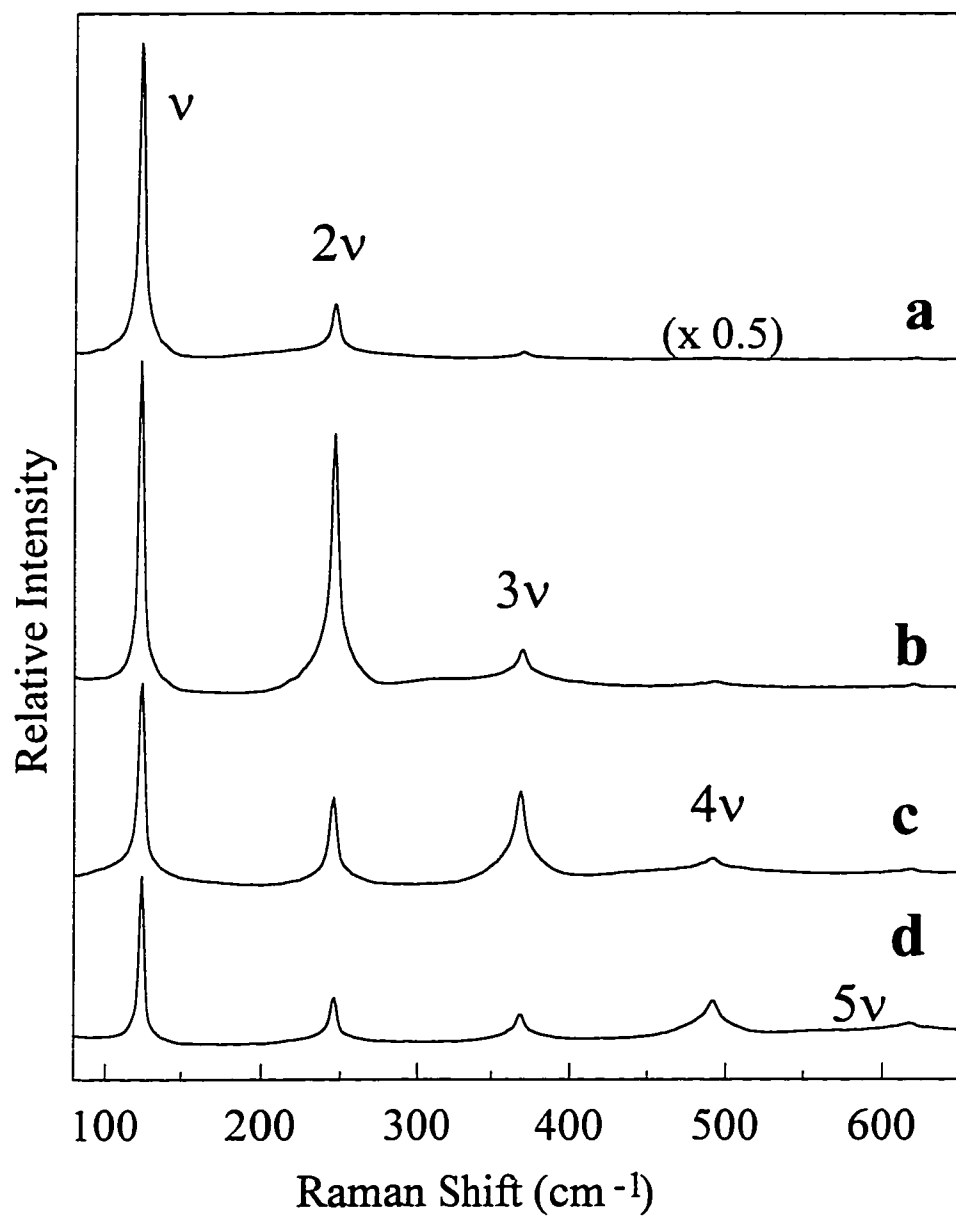 ν
2ν
a
(x 0.5)
3ν
b
4ν
c
d
5ν
Relative Intensity
100 200 300 400 500 600
Raman Shift (cm⁻¹)